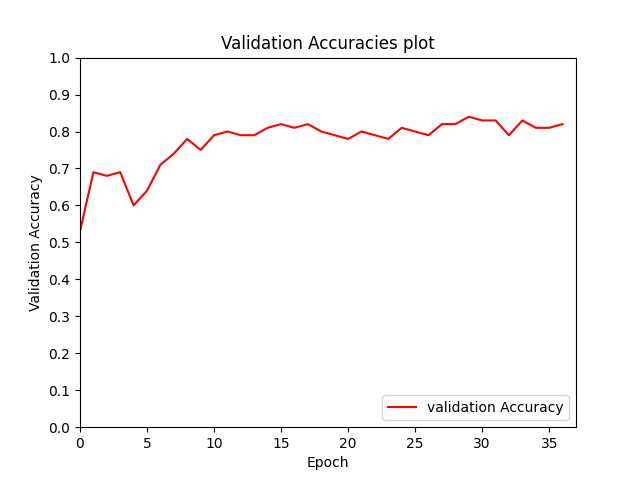 Validation Accuracies plot
1.0
0.9
0.8
0.7
0.6
0.5
0.4
0.3
0.2
0.1
0.0
Validation Accuracy
validation Accuracy
0 5 10 15 20 25 30 35
Epoch